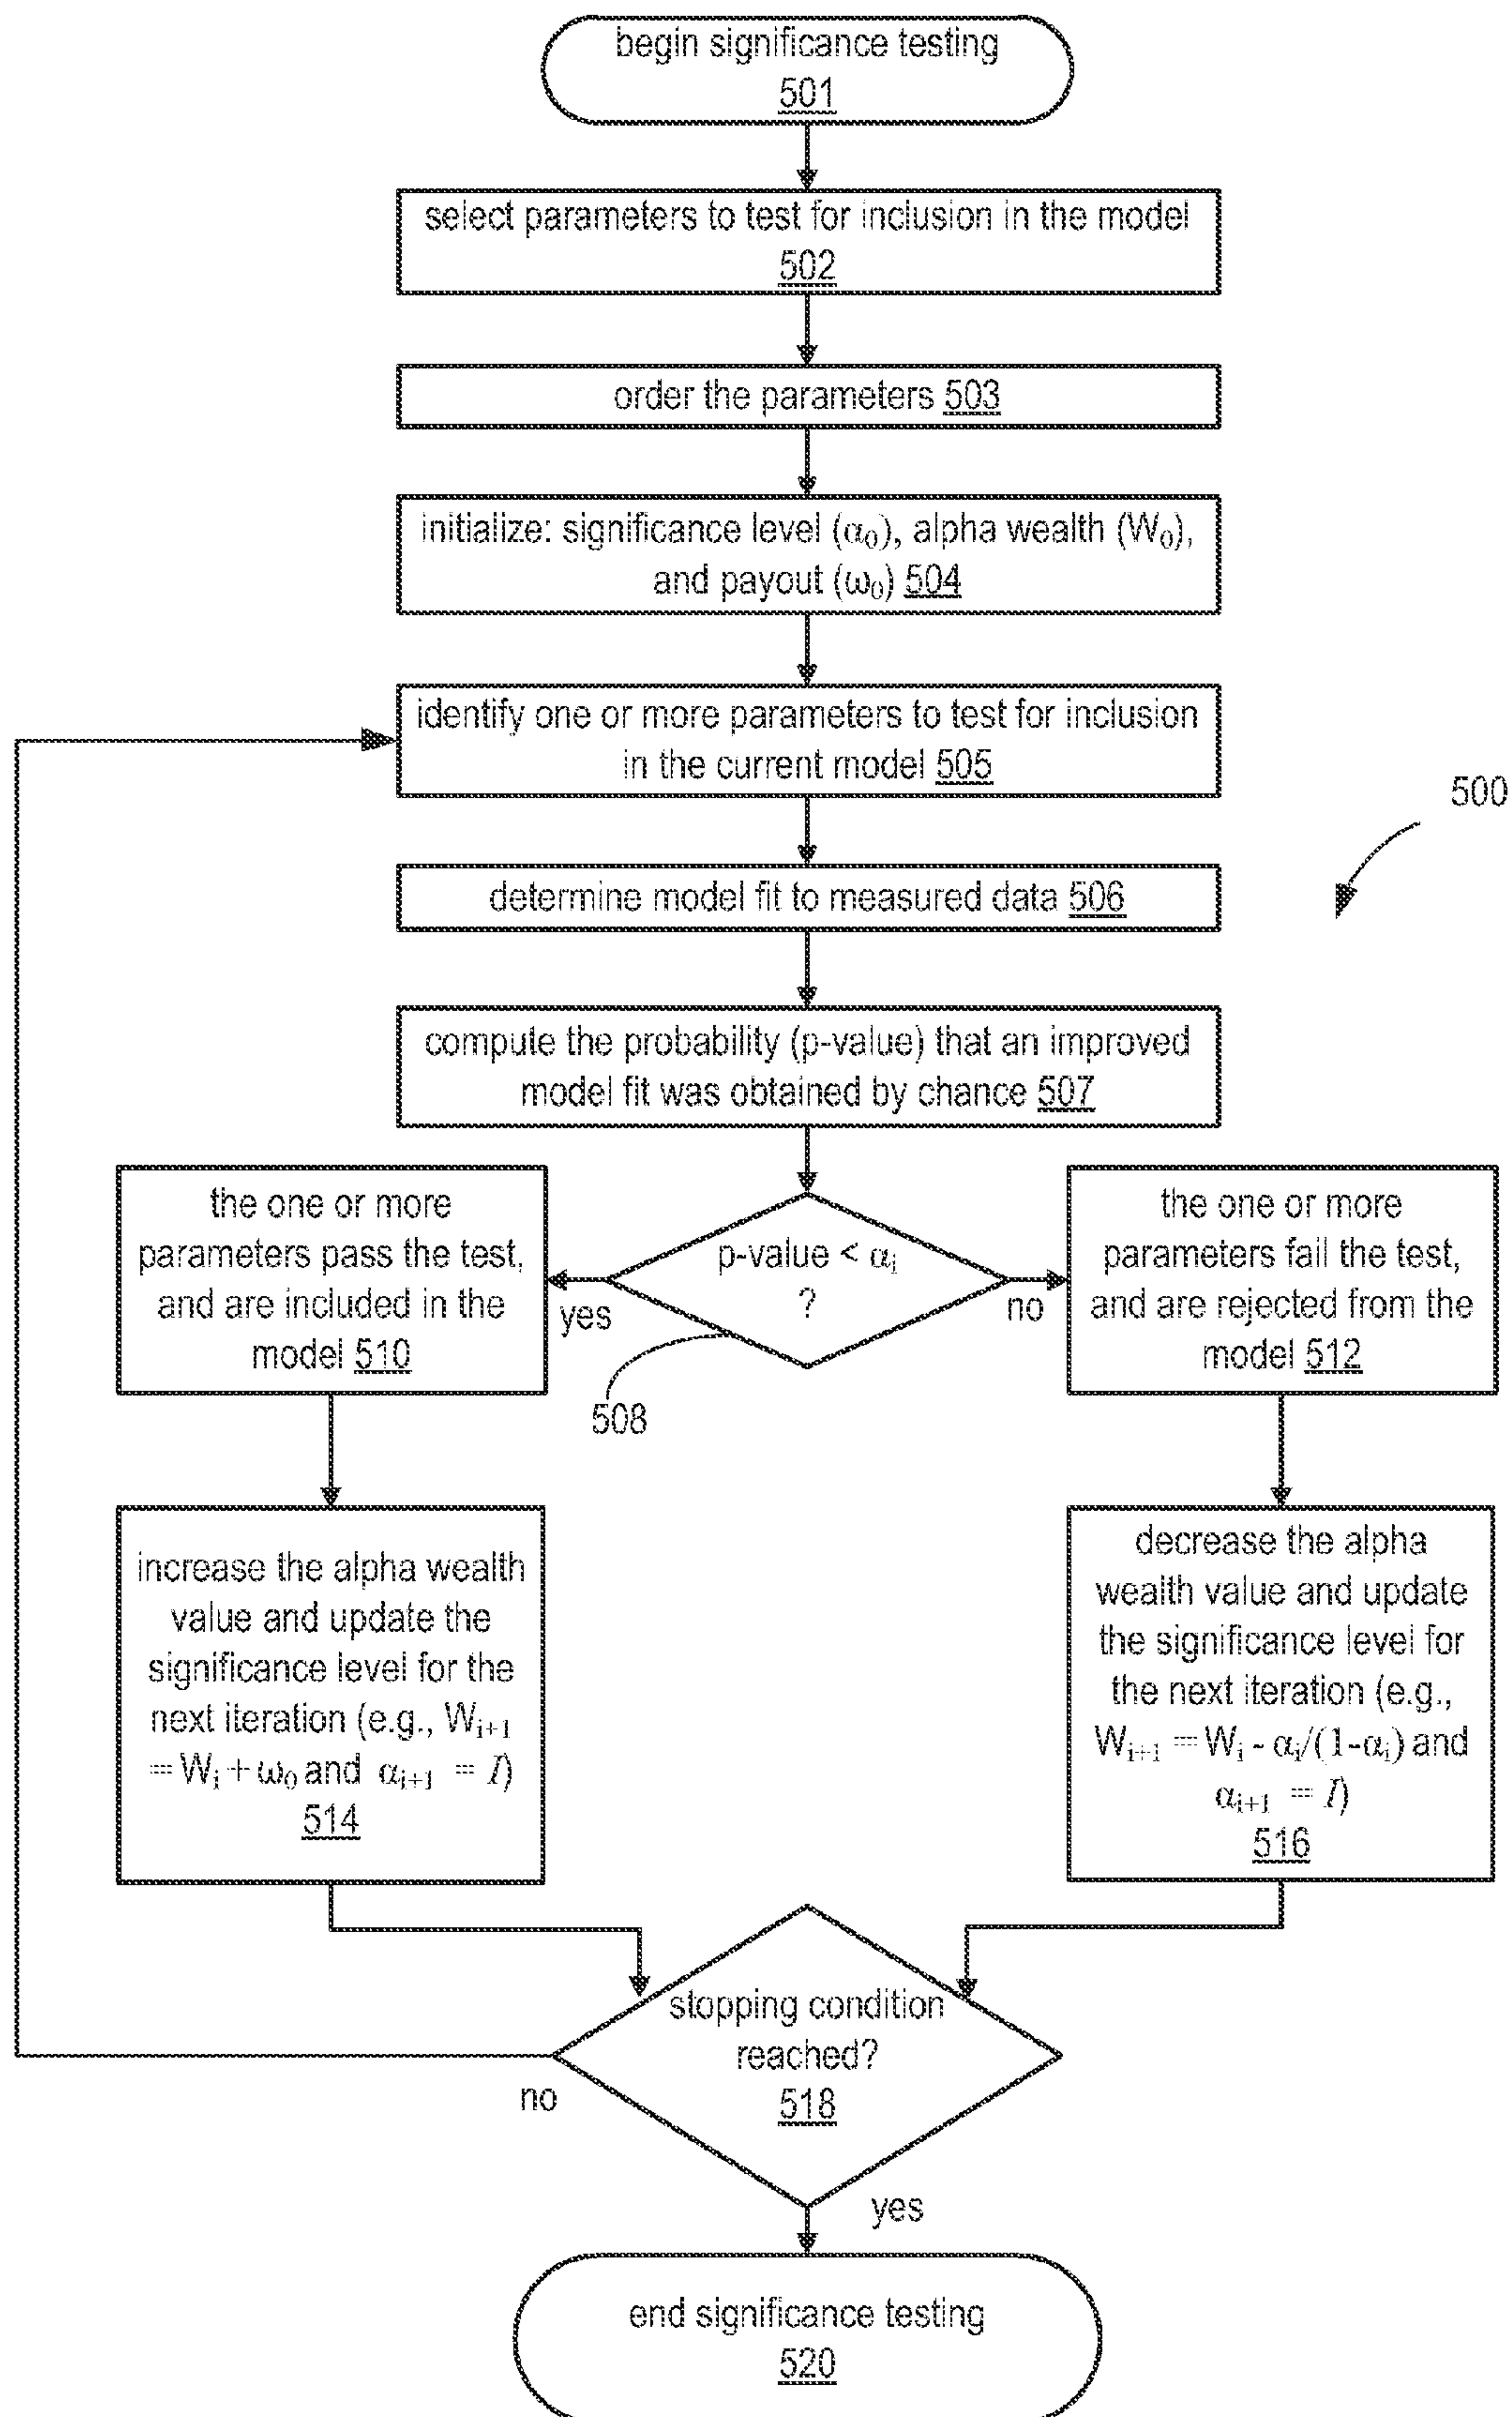 begin significance testing
501
select parameters to test for inclusion in the model
502
order the parameters 503
initialize: significance level (α₀), alpha wealth (W₀),
and payout (ω₀) 504
identify one or more parameters to test for inclusion
in the current model 505
500
determine model fit to measured data 506
compute the probability (p-value) that an improved
model fit was obtained by chance 507
the one or more
parameters pass the test,
and are included in the
model 510
p-value < αᵢ
?
yes
no
508
the one or more
parameters fail the test,
and are rejected from the
model 512
increase the alpha wealth
value and update the
significance level for the
next iteration (e.g., Wᵢ₊₁
= Wᵢ + ω₀ and αᵢ₊₁ = I)
514
decrease the alpha
wealth value and update
the significance level for
the next iteration (e.g.,
Wᵢ₊₁ = Wᵢ - αᵢ/(1-αᵢ) and
αᵢ₊₁ = I)
516
stopping condition
reached?
518
no
yes
end significance testing
520